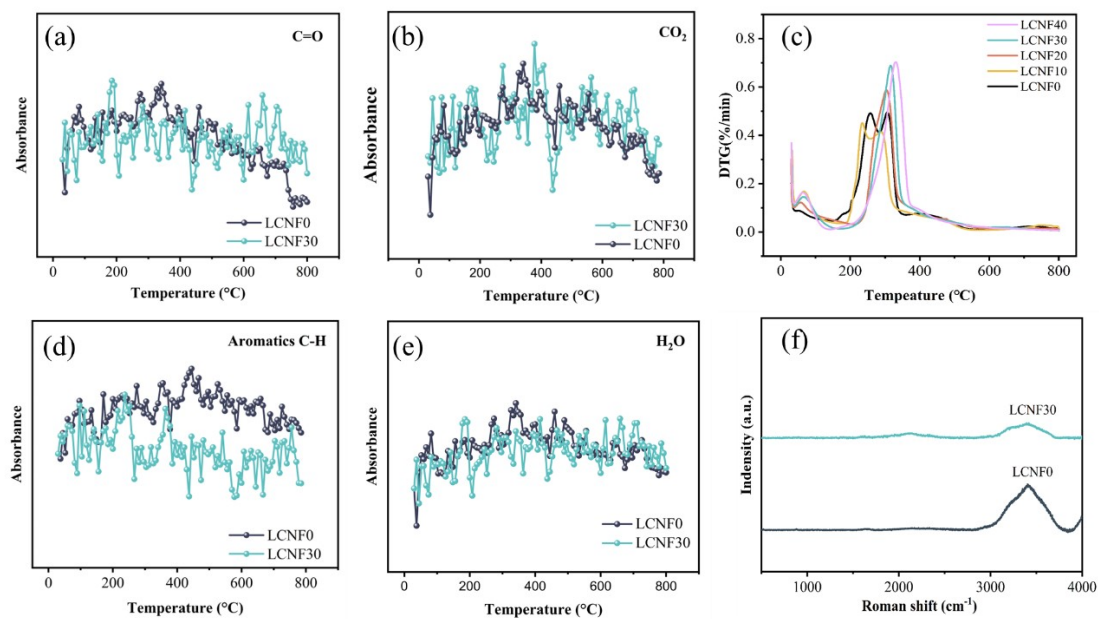 (a)
C=O
Absorbance
LCNF0
LCNF30
0 200 400 600 800
Temperature (°C)
(b)
CO2
Absorbance
LCNF30
LCNF0
0 200 400 600 800
Temperature (°C)
(c)
LCNF40
LCNF30
LCNF20
LCNF10
LCNF0
DTG(%/min)
0.8
0.6
0.4
0.2
0.0
0 200 400 600 800
Tempeature (°C)
(d)
Aromatics C-H
Absorbance
LCNF0
LCNF30
0 200 400 600 800
Temperature (°C)
(e)
H2O
Absorbance
LCNF0
LCNF30
0 200 400 600 800
Temperature (°C)
(f)
Indensity (a.u.)
LCNF30
LCNF0
1000 2000 3000 4000
Roman shift (cm-1)